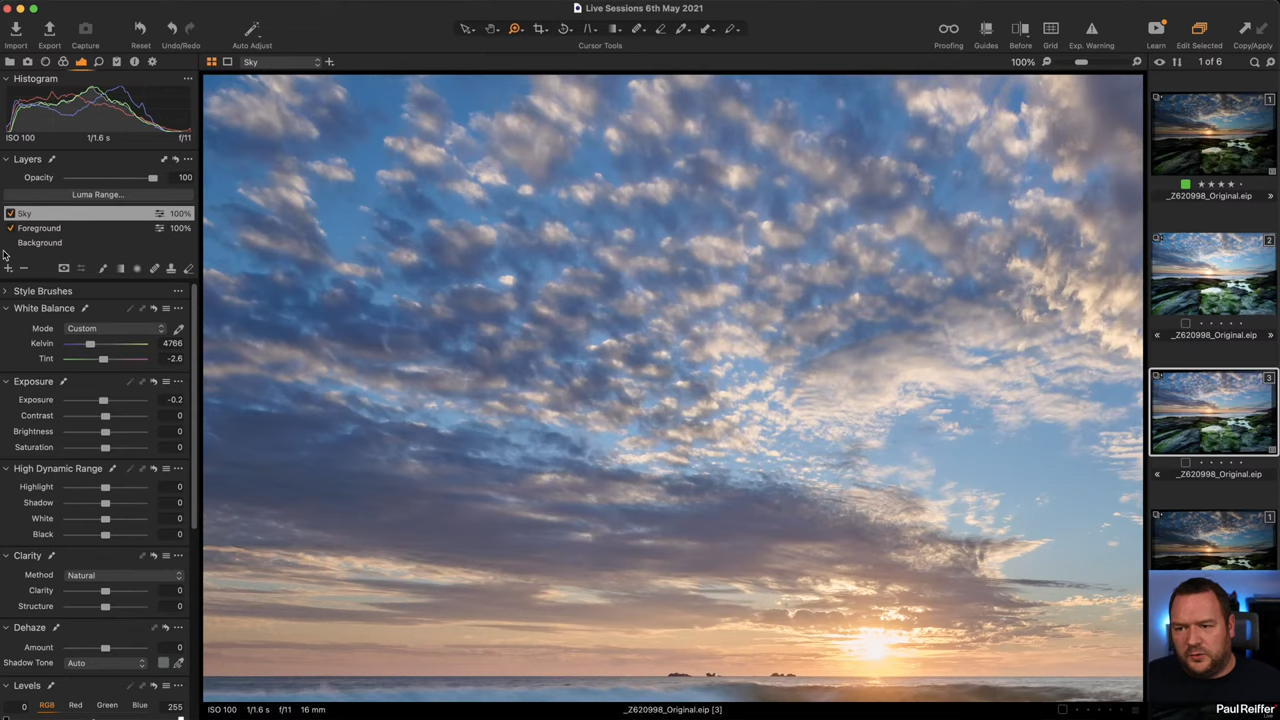 Live Sessions 6th May 2021
Import Export Capture Reset Undo/Redo Auto Adjust Cursor Tools Proofing Guides Before Grid Exp. Warning Learn Edit Selected Copy/Apply
Sky 100% 1 of 6
Histogram
ISO 100 1/1.6 s f/11
Layers
Opacity 100
Luma Range...
Sky 100%
Foreground 100%
Background
Style Brushes
White Balance
Mode Custom
Kelvin 4766
Tint -2.6
Exposure
Exposure -0.2
Contrast 0
Brightness 0
Saturation 0
High Dynamic Range
Highlight 0
Shadow 0
White 0
Black 0
Clarity
Method Natural
Clarity 0
Structure 0
Dehaze
Amount 0
Shadow Tone Auto
Levels
0 RGB Red Green Blue 255
ISO 100 1/1.6 s f/11 16 mm _Z620998_Original.eip [3]
1
_Z620998_Original.eip
2
_Z620998_Original.eip
3
_Z620998_Original.eip
1
PaulReiffer
Live